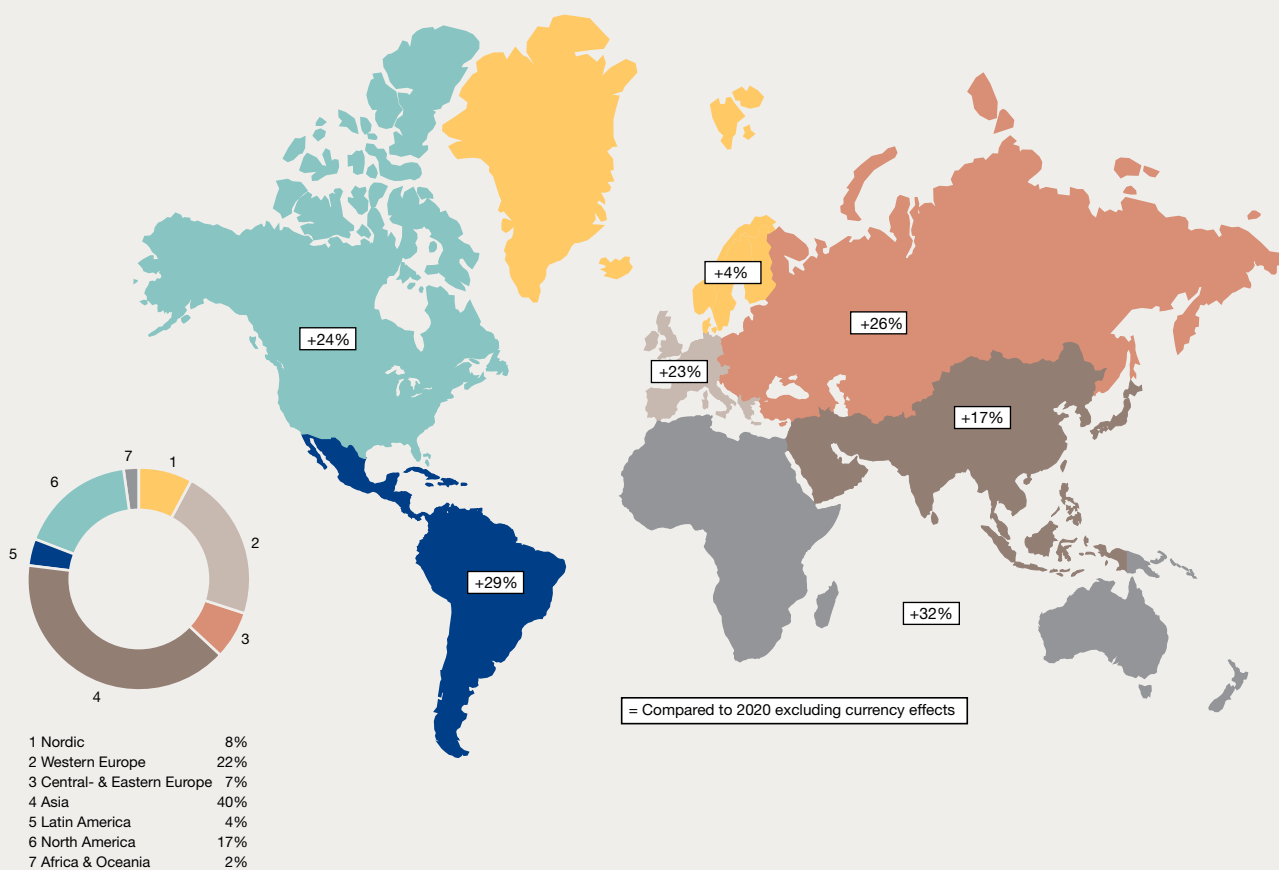 +4%
+26%
+24%
+23%
+17%
7
1
6
2
5
+29%
+32%
3
4
= Compared to 2020 excluding currency effects
1 Nordic 8%
2 Western Europe 22%
3 Central- & Eastern Europe 7%
4 Asia 40%
5 Latin America 4%
6 North America 17%
7 Africa & Oceania 2%